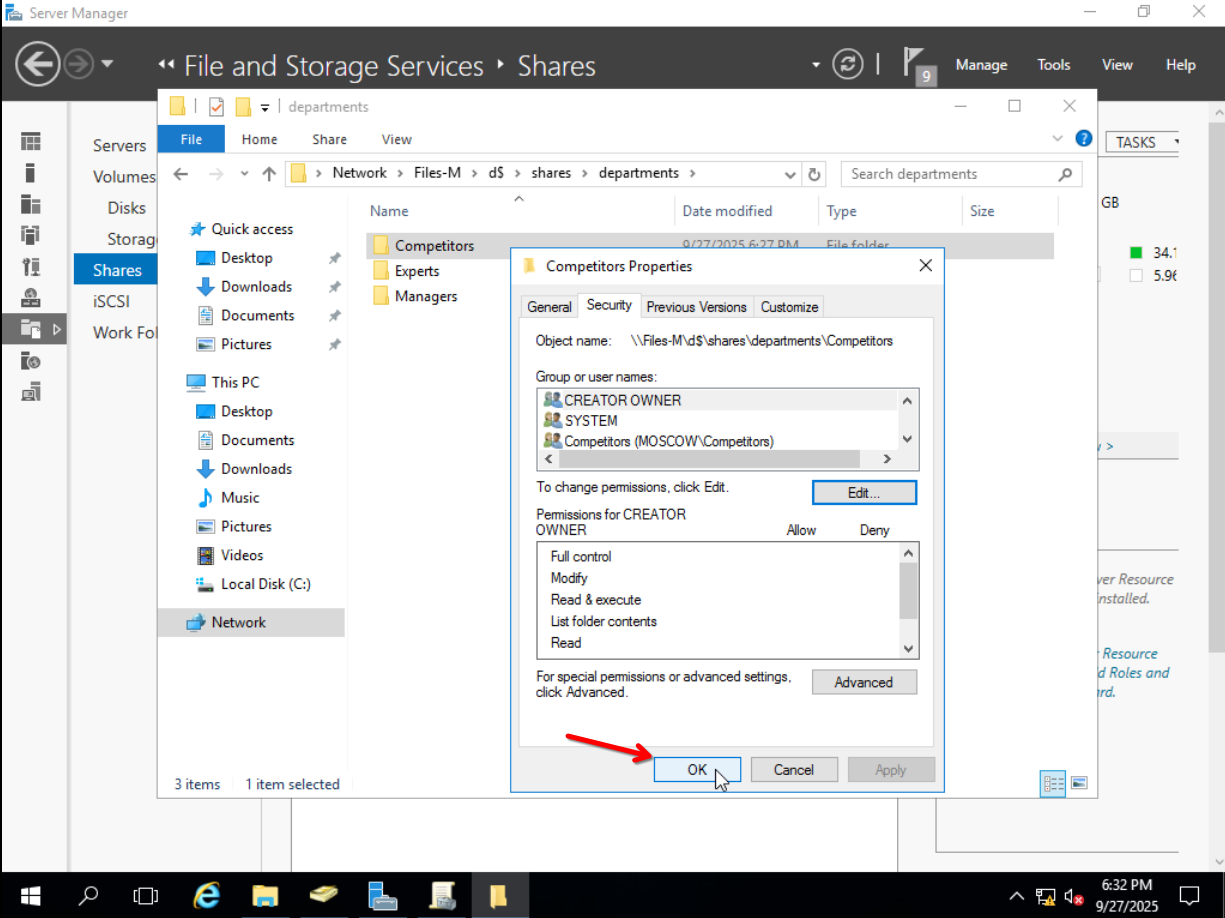 Server Manager
File and Storage Services
Shares
9
Manage
Tools
View
Help
departments
File
Home
Share
View
TASKS
Servers
Volumes
Disks
Storag
Shares
iSCSI
Work Fol
Network
Files-M
d$
shares
departments
Search departments
GB
34.1
5.96
Name
Date modified
Type
Size
Quick access
Desktop
Downloads
Documents
Pictures
This PC
Desktop
Documents
Downloads
Music
Pictures
Videos
Local Disk (C:)
Network
Competitors
9/27/2025 6:27 PM
File folder
Experts
Managers
Competitors Properties
General
Security
Previous Versions
Customize
Object name: \\Files-M\d$\shares\departments\Competitors
Group or user names:
CREATOR OWNER
SYSTEM
Competitors (MOSCOW\Competitors)
To change permissions, click Edit.
Edit...
Permissions for CREATOR
OWNER
Allow
Deny
Full control
Modify
Read & execute
List folder contents
Read
For special permissions or advanced settings,
click Advanced.
Advanced
OK
Cancel
Apply
ver Resource
installed.
Resource
d Roles and
rd.
3 items
1 item selected
6:32 PM
9/27/2025